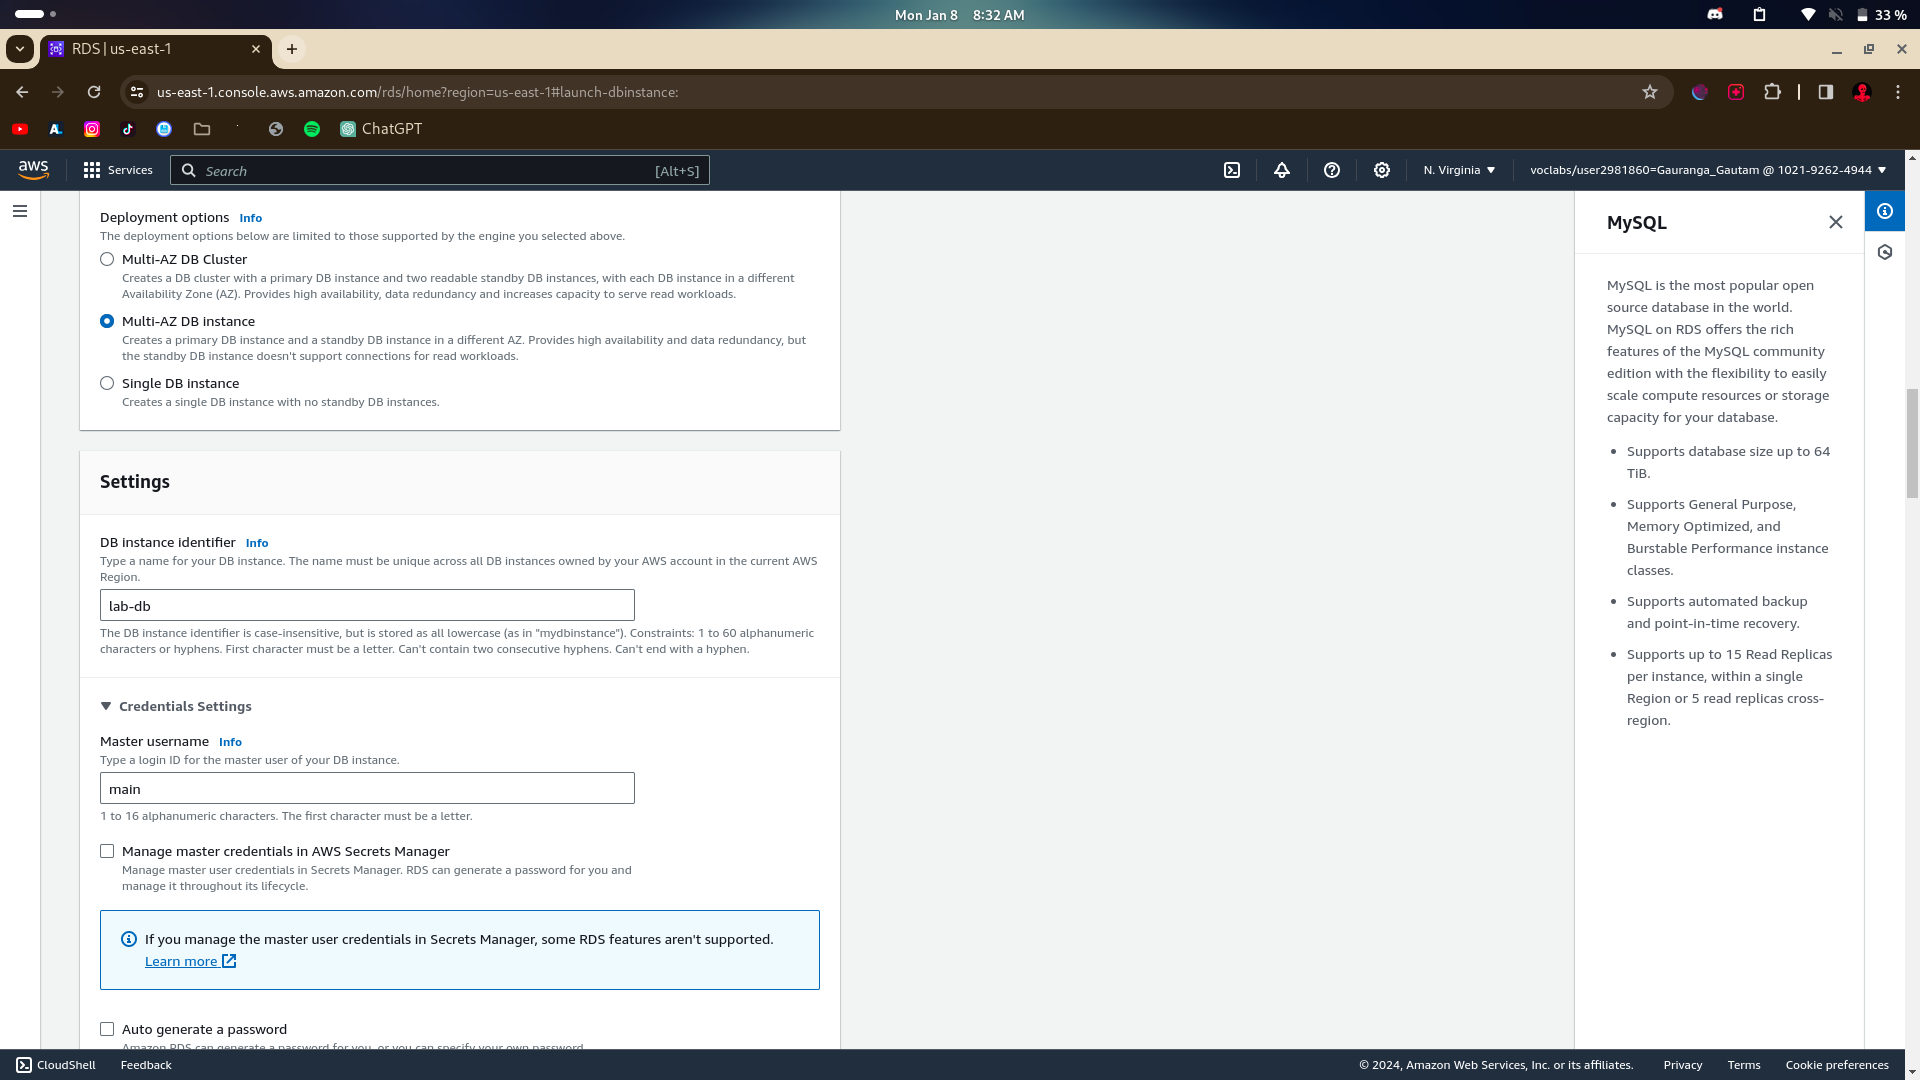 Mon Jan 8 8:32 AM
33 %
RDS | us-east-1
us-east-1.console.aws.amazon.com/rds/home?region=us-east-1#launch-dbinstance:
ChatGPT
aws
Services
Search
[Alt+S]
N. Virginia
voclabs/user2981860=Gauranga_Gautam @ 1021-9262-4944
Deployment options Info
The deployment options below are limited to those supported by the engine you selected above.
Multi-AZ DB Cluster
Creates a DB cluster with a primary DB instance and two readable standby DB instances, with each DB instance in a different
Availability Zone (AZ). Provides high availability, data redundancy and increases capacity to serve read workloads.
Multi-AZ DB instance
Creates a primary DB instance and a standby DB instance in a different AZ. Provides high availability and data redundancy, but
the standby DB instance doesn't support connections for read workloads.
Single DB instance
Creates a single DB instance with no standby DB instances.
Settings
DB instance identifier Info
Type a name for your DB instance. The name must be unique across all DB instances owned by your AWS account in the current AWS
Region.
lab-db
The DB instance identifier is case-insensitive, but is stored as all lowercase (as in "mydbinstance"). Constraints: 1 to 60 alphanumeric
characters or hyphens. First character must be a letter. Can't contain two consecutive hyphens. Can't end with a hyphen.
Credentials Settings
Master username Info
Type a login ID for the master user of your DB instance.
main
1 to 16 alphanumeric characters. The first character must be a letter.
Manage master credentials in AWS Secrets Manager
Manage master user credentials in Secrets Manager. RDS can generate a password for you and
manage it throughout its lifecycle.
If you manage the master user credentials in Secrets Manager, some RDS features aren't supported.
Learn more
Auto generate a password
Amazon RDS can generate a password for you, or you can specify your own password.
MySQL
MySQL is the most popular open
source database in the world.
MySQL on RDS offers the rich
features of the MySQL community
edition with the flexibility to easily
scale compute resources or storage
capacity for your database.
Supports database size up to 64
TiB.
Supports General Purpose,
Memory Optimized, and
Burstable Performance instance
classes.
Supports automated backup
and point-in-time recovery.
Supports up to 15 Read Replicas
per instance, within a single
Region or 5 read replicas cross-
region.
CloudShell
Feedback
© 2024, Amazon Web Services, Inc. or its affiliates.
Privacy
Terms
Cookie preferences